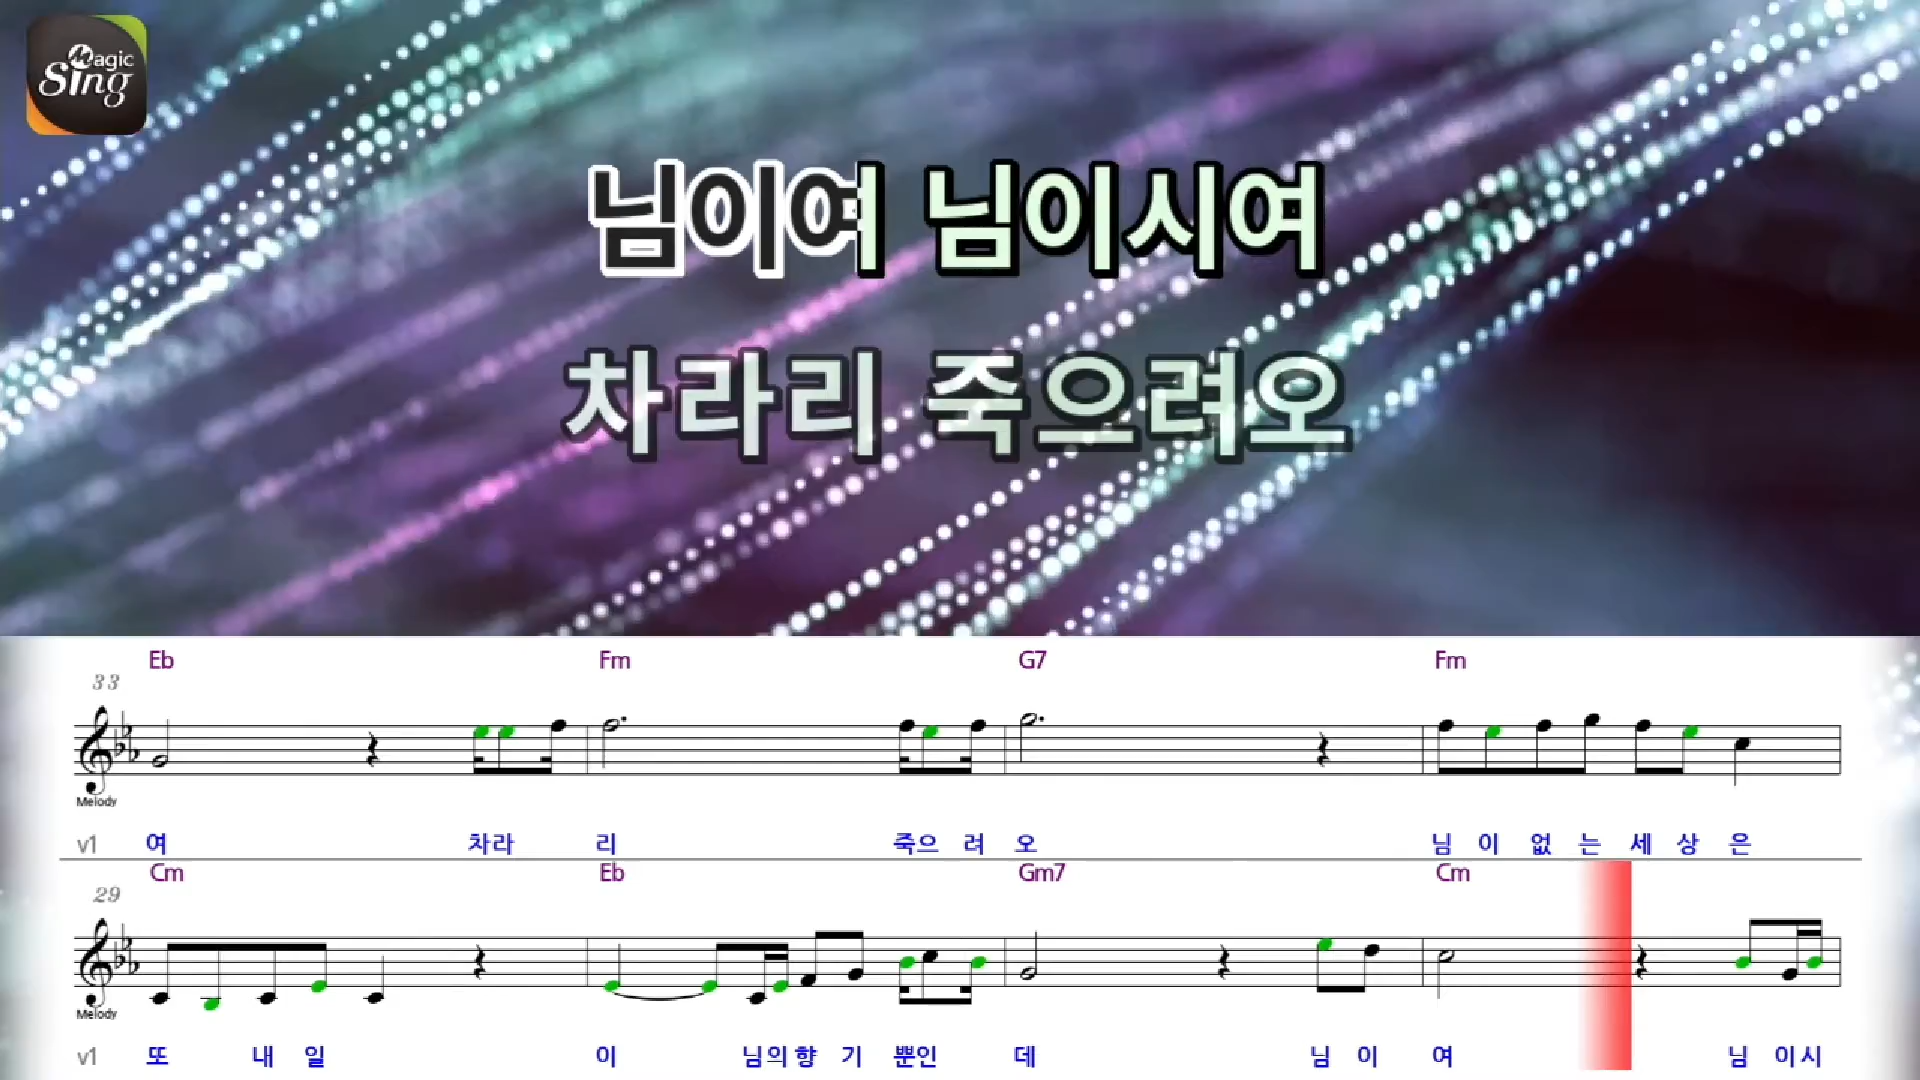 Magic
Sing
님이여 님이시여
차라리 죽으려오
Eb Fm G7 Fm
33
Melody
v1 여 차라 리 죽으 려 오 님 이 없 는 세 상 은
Cm Eb Gm7 Cm
29
Melody
v1 또 내 일 이 님의 향 기 뿐인 데 님 이 여 님 이시